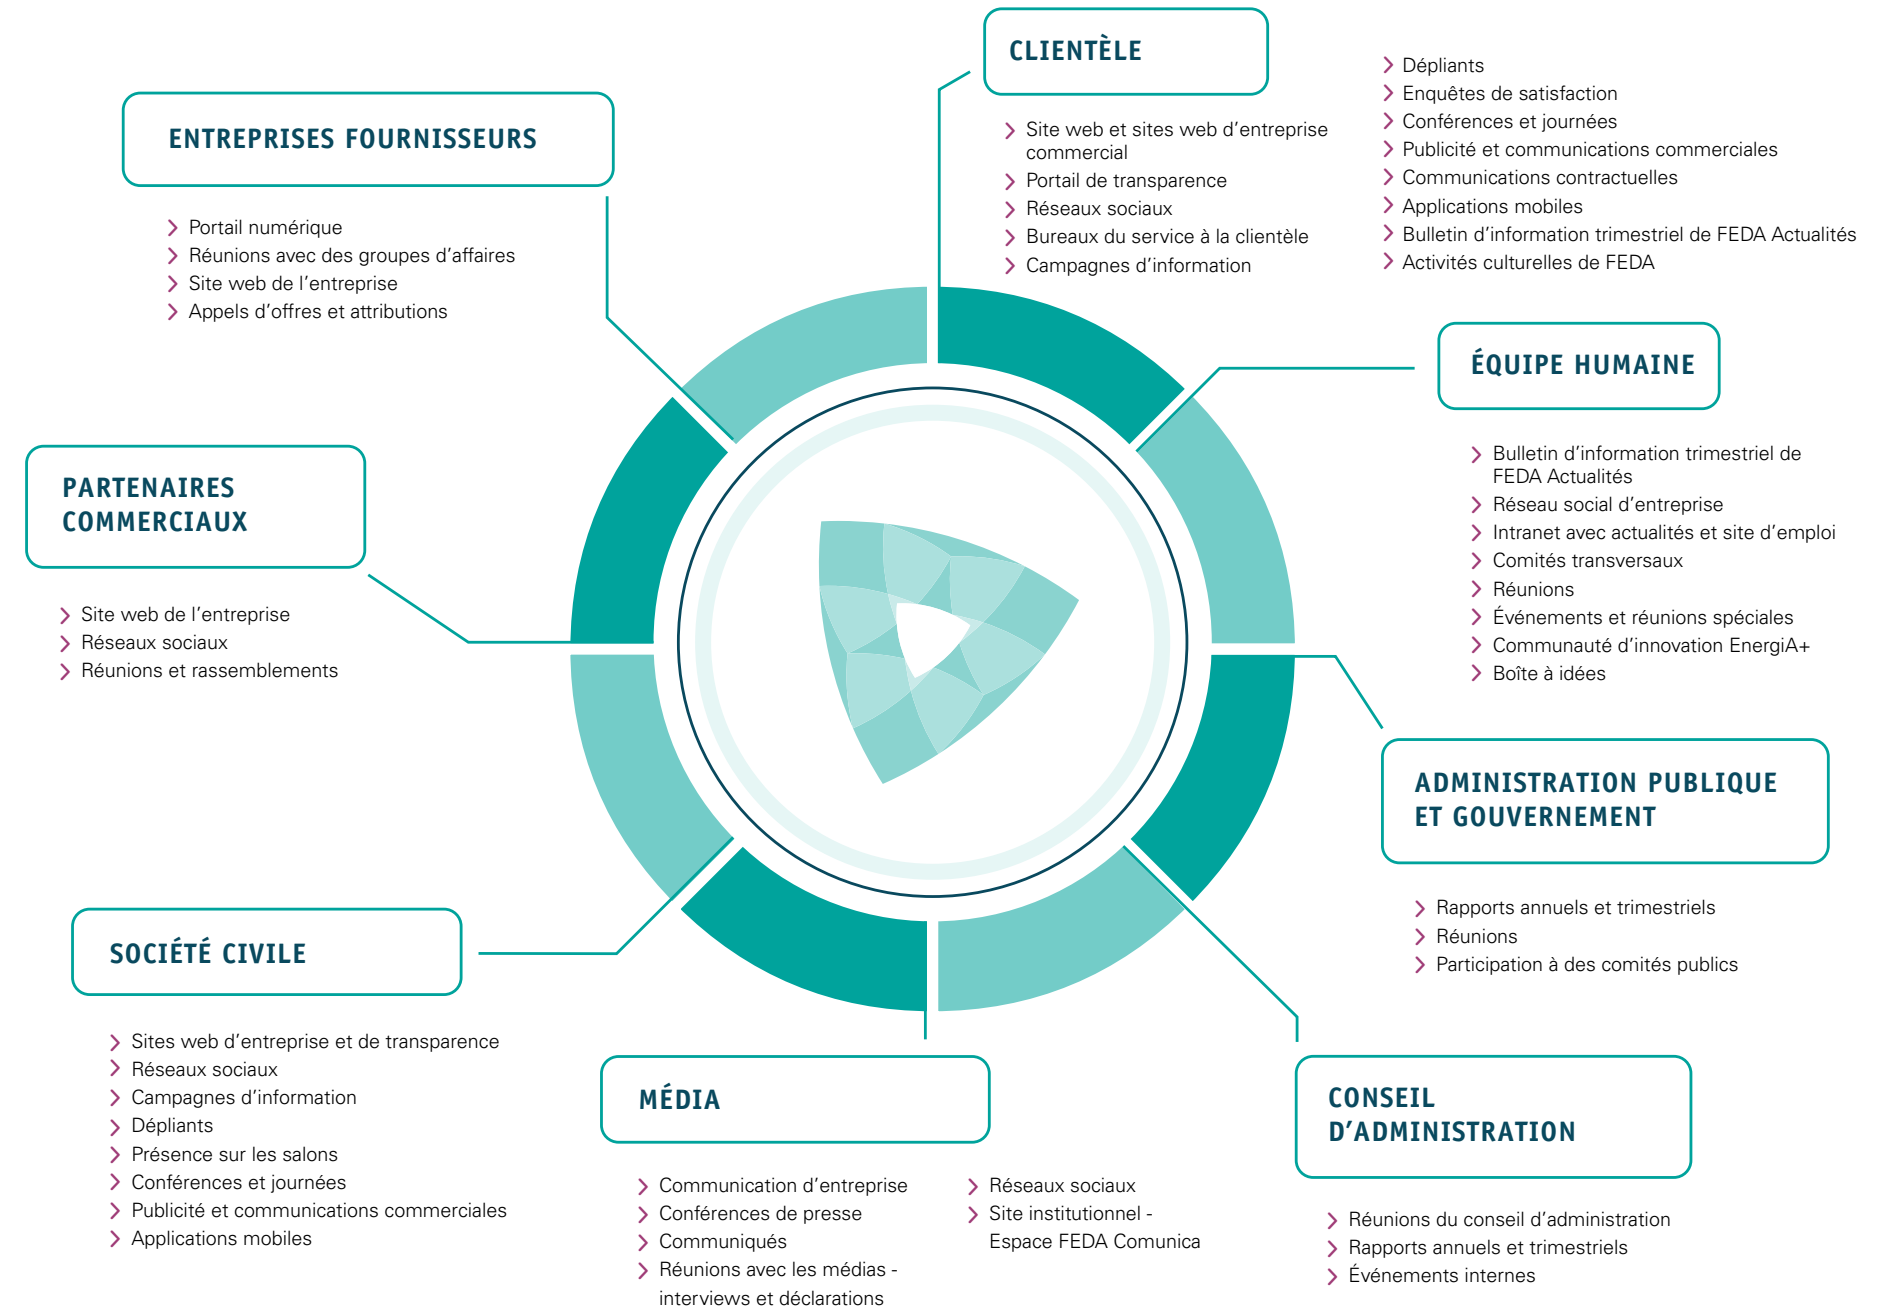 CLIENTÈLE
Site web et sites web d'entreprise
commercial
Portail de transparence
Réseaux sociaux
Bureaux du service à la clientèle
Campagnes d'information
Dépliants
Enquêtes de satisfaction
Conférences et journées
Publicité et communications commerciales
Communications contractuelles
Applications mobiles
Bulletin d'information trimestriel de FEDA Actualités
Activités culturelles de FEDA
ENTREPRISES FOURNISSEURS
Portail numérique
Réunions avec des groupes d'affaires
Site web de l'entreprise
Appels d'offres et attributions
ÉQUIPE HUMAINE
Bulletin d'information trimestriel de
FEDA Actualités
Réseau social d'entreprise
Intranet avec actualités et site d'emploi
Comités transversaux
Réunions
Événements et réunions spéciales
Communauté d'innovation EnergiA+
Boîte à idées
PARTENAIRES
COMMERCIAUX
Site web de l'entreprise
Réseaux sociaux
Réunions et rassemblements
ADMINISTRATION PUBLIQUE
ET GOUVERNEMENT
Rapports annuels et trimestriels
Réunions
Participation à des comités publics
SOCIÉTÉ CIVILE
Sites web d'entreprise et de transparence
Réseaux sociaux
Campagnes d'information
Dépliants
Présence sur les salons
Conférences et journées
Publicité et communications commerciales
Applications mobiles
MÉDIA
Communication d'entreprise
Conférences de presse
Communiqués
Réunions avec les médias -
interviews et déclarations
Réseaux sociaux
Site institutionnel -
Espace FEDA Comunica
CONSEIL
D'ADMINISTRATION
Réunions du conseil d'administration
Rapports annuels et trimestriels
Événements internes